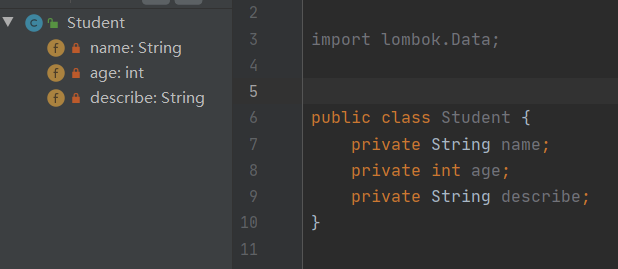 Student
name: String
age: int
describe: String
2
3 import lombok.Data;
4
5
6 public class Student {
7 private String name;
8 private int age;
9 private String describe;
10 }
11